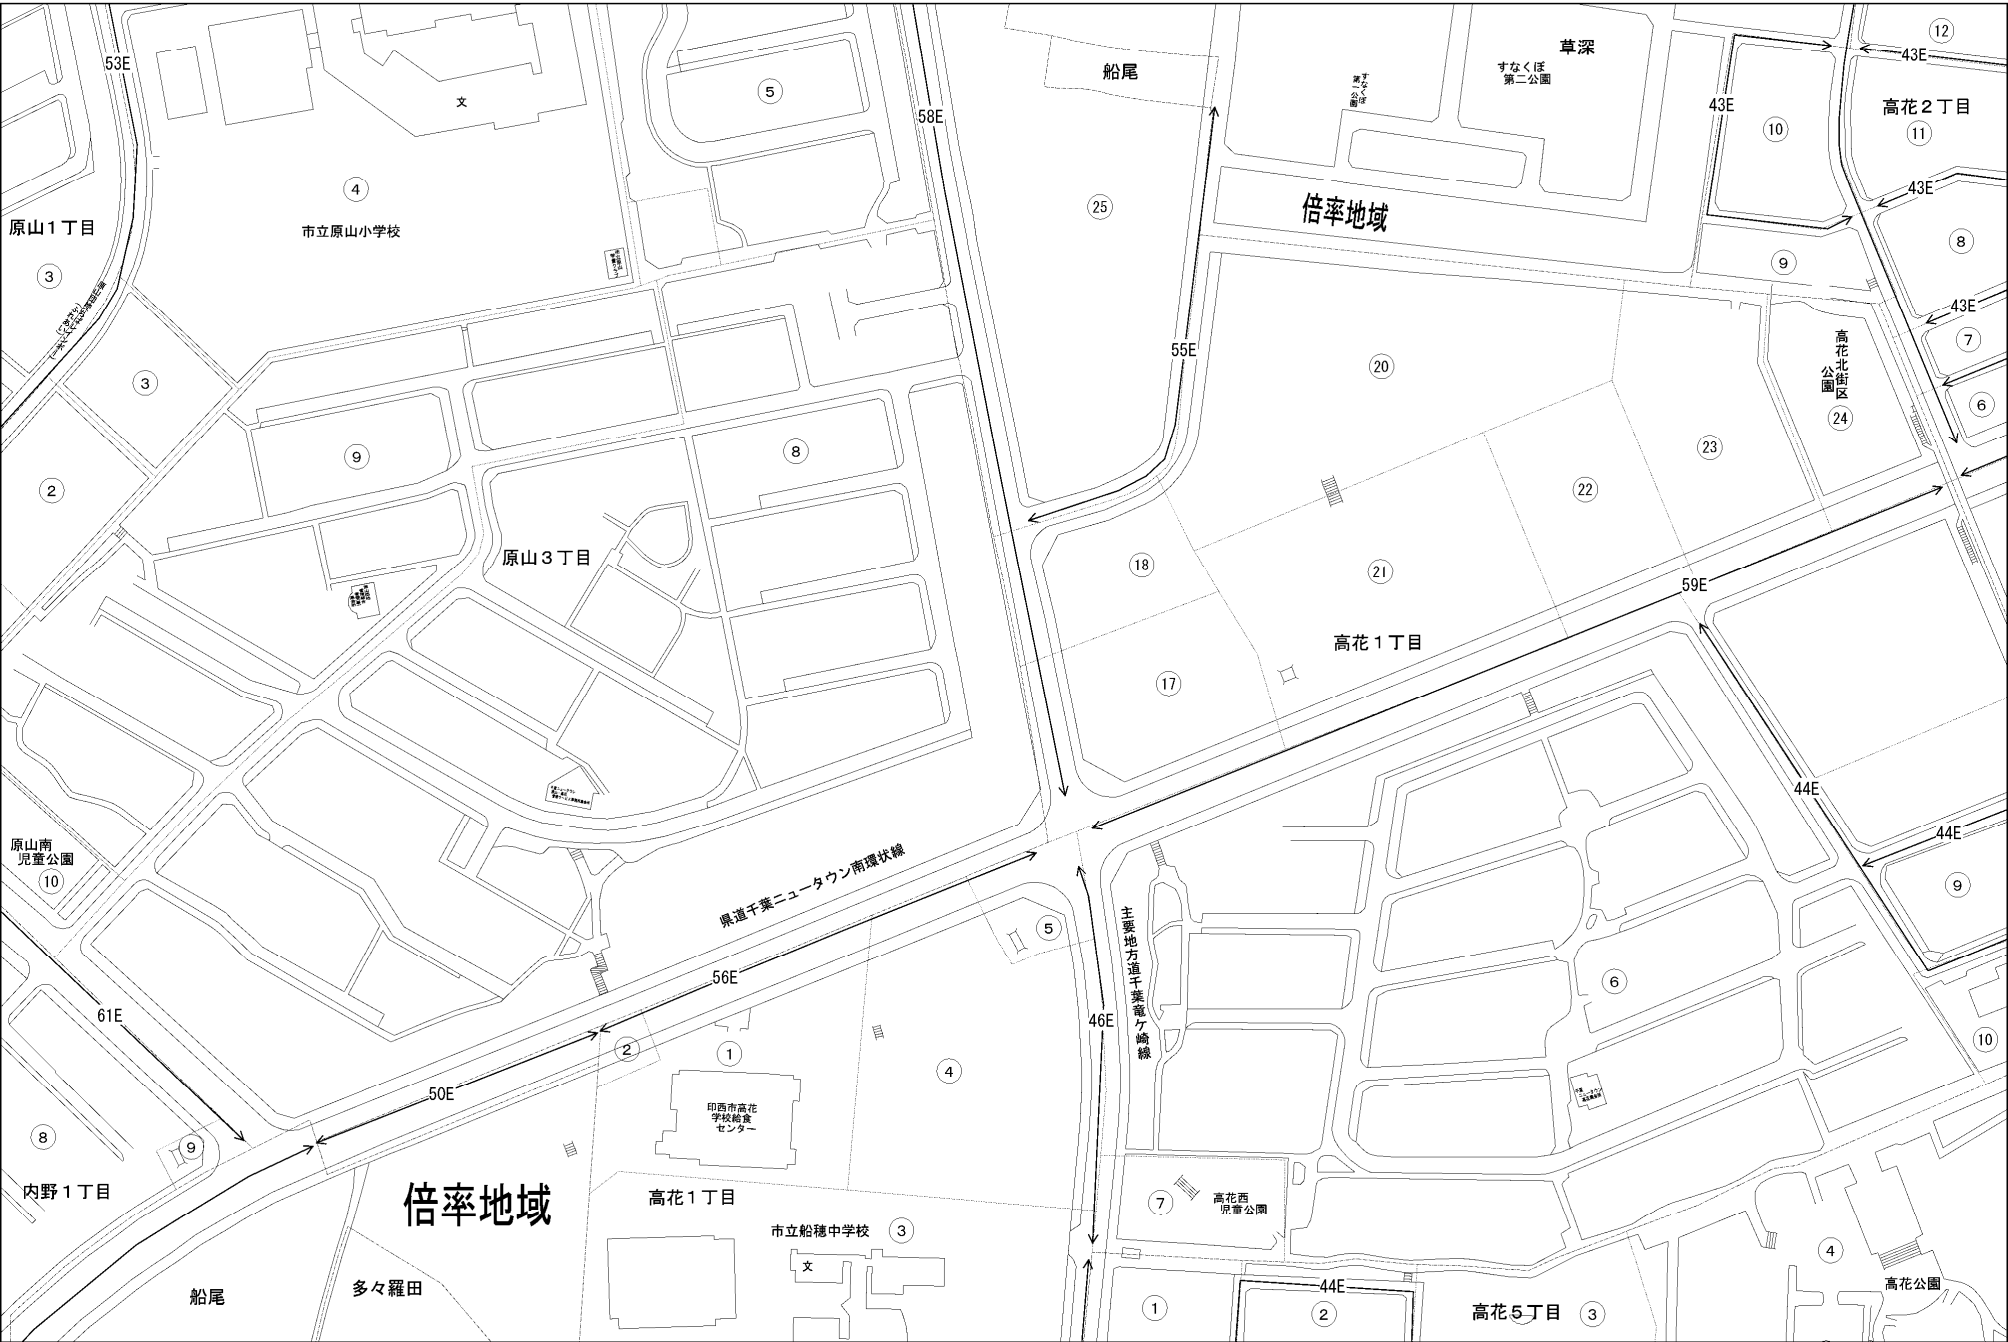 53E
船尾
草深
すなくぼ
第二公園
すなくぼ
第一公園
⑫
43E
⑤
文
58E
43E
⑩
高花２丁目
⑪
④
原山１丁目
市立原山小学校
㉕
倍率地域
43E
⑧
③
⑨
43E
55E
高花北街区
公園
⑦
③
⑳
㉔
⑥
②
⑨
⑧
㉓
㉒
原山３丁目
⑱
㉑
59E
高花１丁目
⑰
44E
44E
原山南
児童公園
⑩
県道千葉ニュータウン南環状線
⑨
主要地方道千葉竜ケ崎線
⑤
56E
⑥
61E
46E
②
①
④
⑩
50E
印西市高花
学校給食
センター
⑧
⑨
内野１丁目
倍率地域
高花１丁目
⑦
高花西
児童公園
市立船穂中学校
③
文
④
船尾
多々羅田
44E
高花公園
①
②
高花５丁目
③